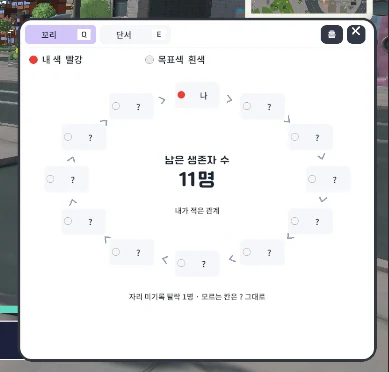 꼬리 Q 단서 E 홈 ✕
내 색 빨강 목표색 흰색
나
? ?
? ?
남은 생존자 수
? 11명 ?
내가 적은 관계
? ?
? ?
?
자리 미기록 탈락 1명 · 모르는 칸은 ? 그대로